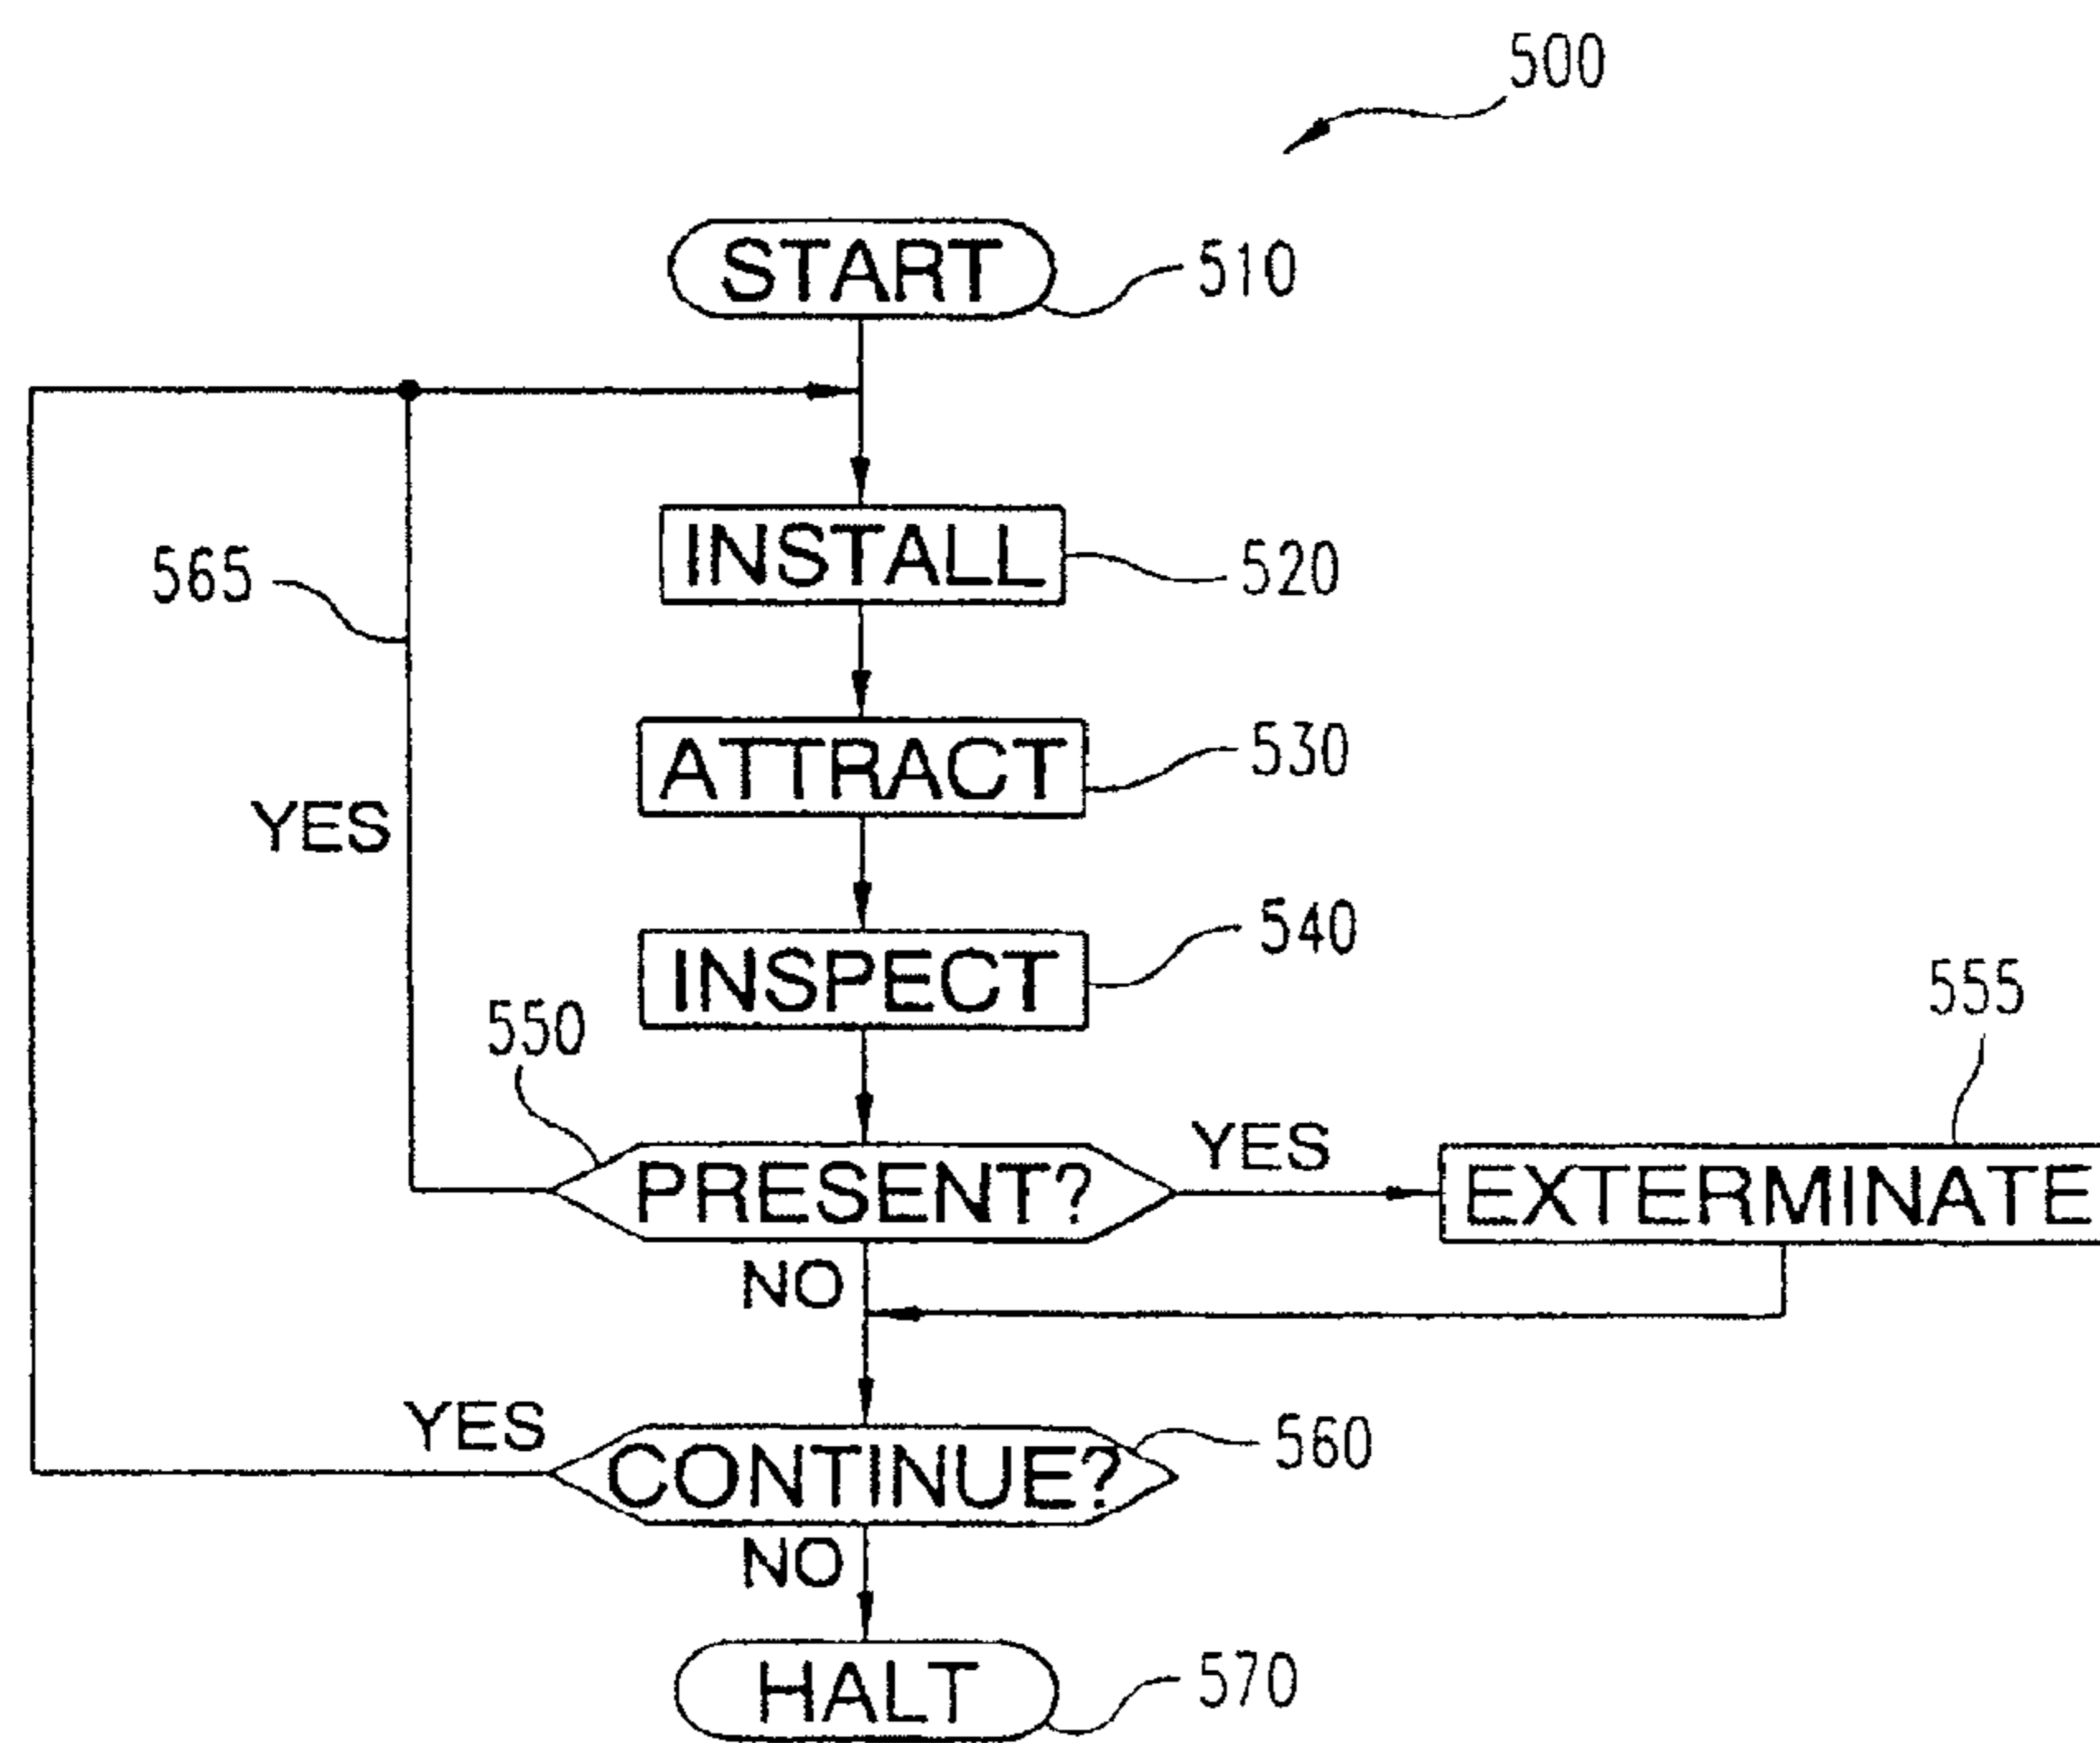 500
START
510
INSTALL
520
565
ATTRACT
530
YES
INSPECT
540
550
555
PRESENT?
YES
EXTERMINATE
NO
YES
CONTINUE?
560
NO
HALT
570